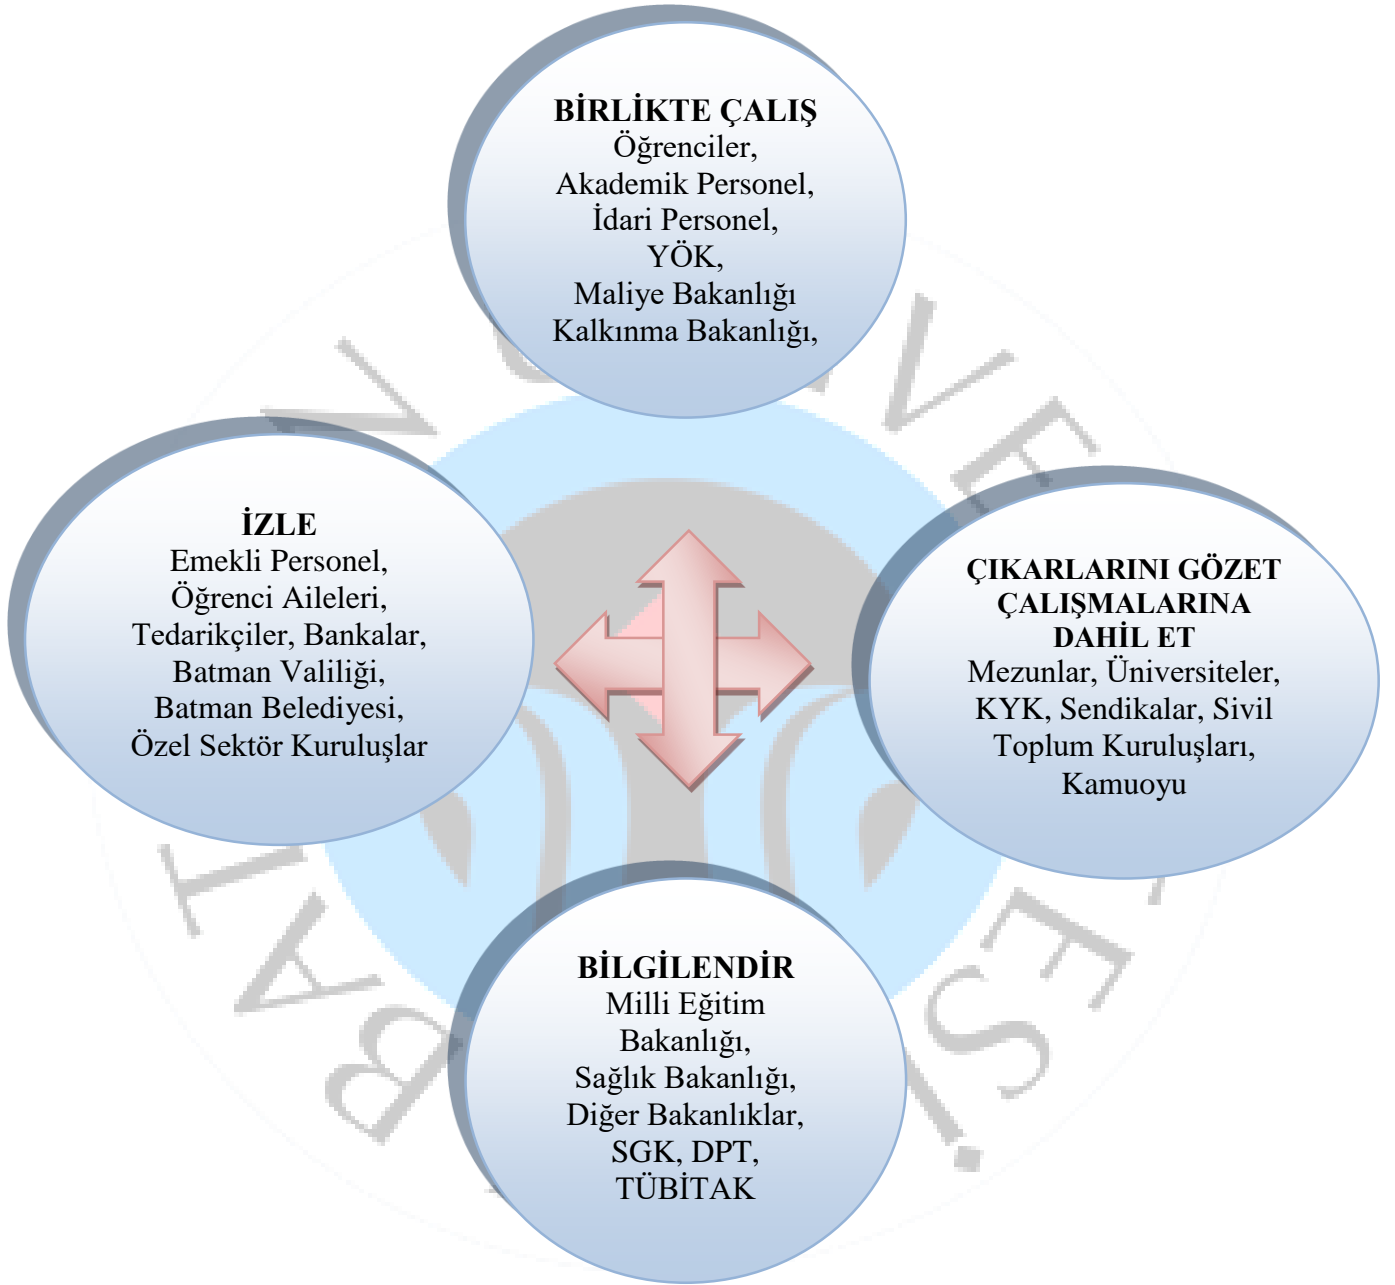 BİRLİKTE ÇALIŞ
Öğrenciler,
Akademik Personel,
İdari Personel,
YÖK,
Maliye Bakanlığı
Kalkınma Bakanlığı,
İZLE
Emekli Personel,
Öğrenci Aileleri,
Tedarikçiler, Bankalar,
Batman Valiliği,
Batman Belediyesi,
Özel Sektör Kuruluşlar
ÇIKARLARINI GÖZET
ÇALIŞMALARINA
DAHİL ET
Mezunlar, Üniversiteler,
KYK, Sendikalar, Sivil
Toplum Kuruluşları,
Kamuoyu
BİLGİLENDİR
Milli Eğitim
Bakanlığı,
Sağlık Bakanlığı,
Diğer Bakanlıklar,
SGK, DPT,
TÜBİTAK